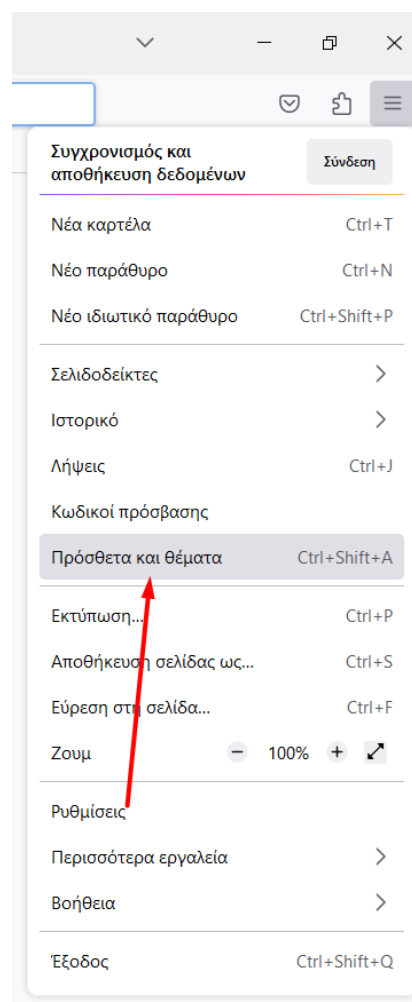 Συγχρονισμός και
αποθήκευση δεδομένων
Σύνδεση
Νέα καρτέλα Ctrl+T
Νέο παράθυρο Ctrl+N
Νέο ιδιωτικό παράθυρο Ctrl+Shift+P
Σελιδοδείκτες
Ιστορικό
Λήψεις Ctrl+J
Κωδικοί πρόσβασης
Πρόσθετα και θέματα Ctrl+Shift+A
Εκτύπωση... Ctrl+P
Αποθήκευση σελίδας ως... Ctrl+S
Εύρεση στη σελίδα... Ctrl+F
Ζουμ − 100% +
Ρυθμίσεις
Περισσότερα εργαλεία
Βοήθεια
Έξοδος Ctrl+Shift+Q